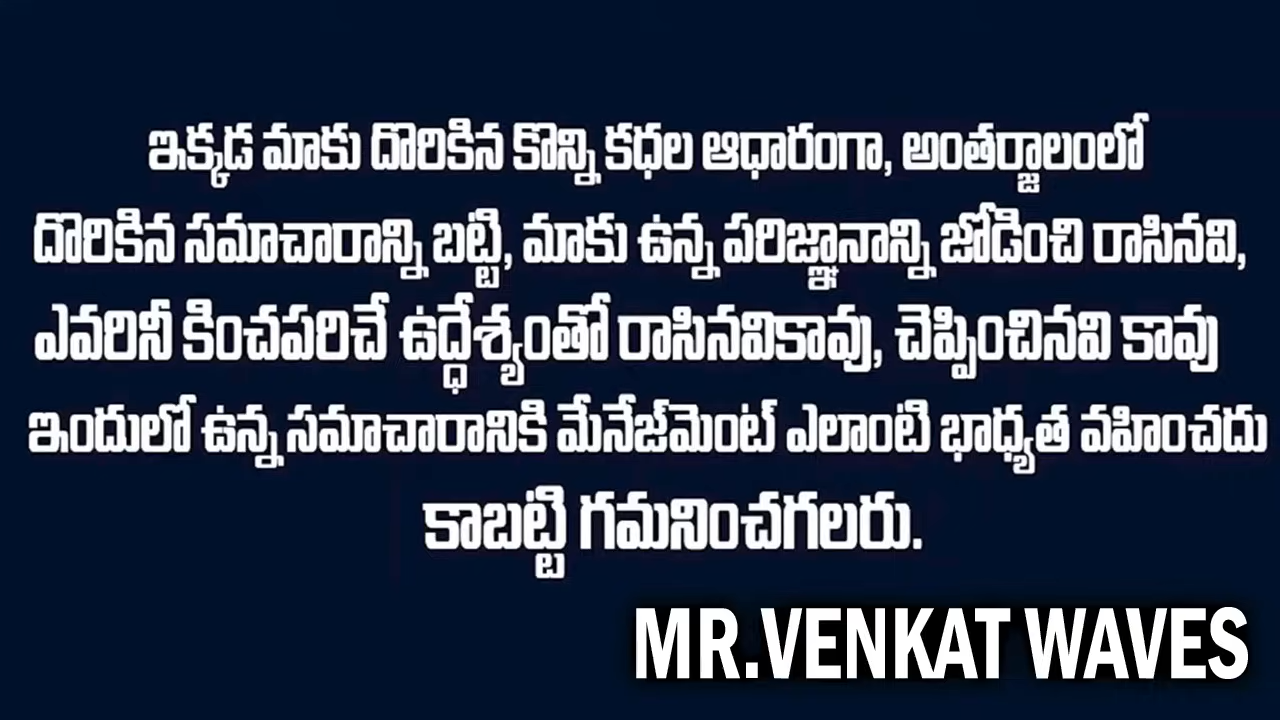 ఇక్కడ మాకు దొరికిన కొన్ని కధల ఆధారంగా, అంతర్జాలంలో
దొరికిన సమాచారాన్ని బట్టి, మాకు ఉన్న పరిజ్ఞానాన్ని జోడించి రాసినవి,
ఎవరినీ కించపరిచే ఉద్ధేశ్యంతో రాసినవికావు, చెప్పించినవి కావు
ఇందులో ఉన్న సమాచారానికి మేనేజ్‌మెంట్ ఎలాంటి భాధ్యత వహించదు
కాబట్టి గమనించగలరు.
MR.VENKAT WAVES